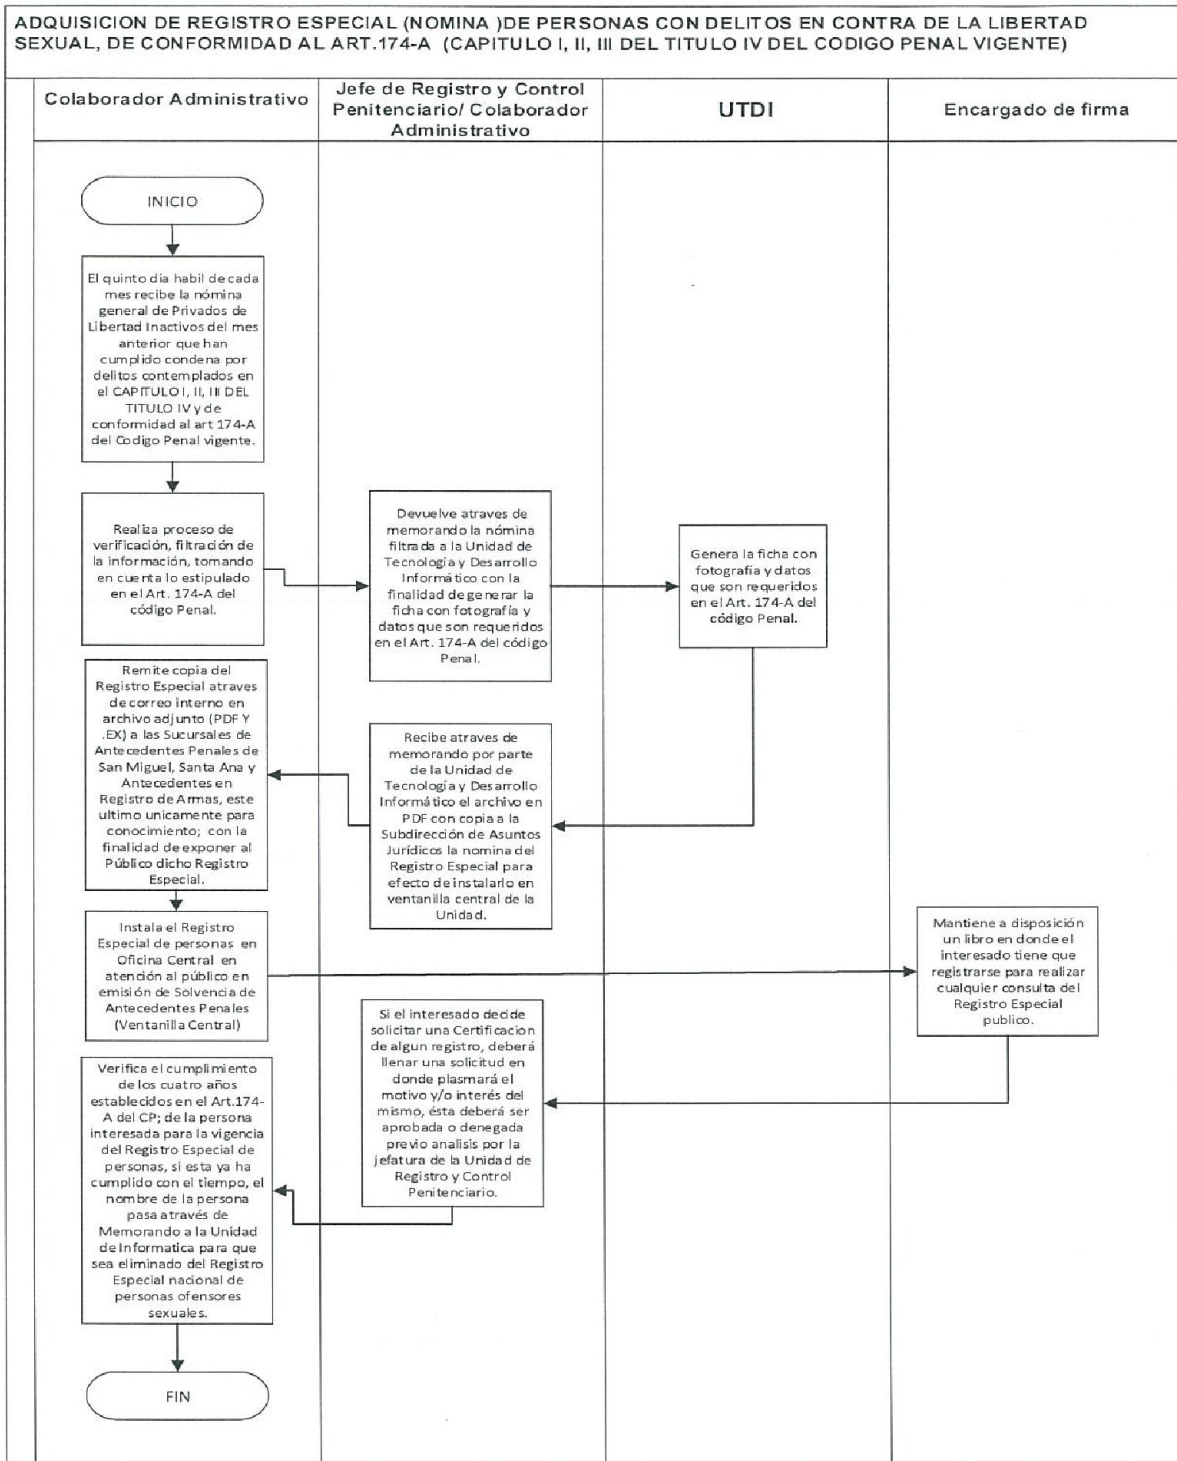 ADQUISICION DE REGISTRO ESPECIAL (NOMINA )DE PERSONAS CON DELITOS EN CONTRA DE LA LIBERTAD
SEXUAL, DE CONFORMIDAD AL ART.174-A (CAPITULO I, II, III DEL TITULO IV DEL CODIGO PENAL VIGENTE)
Colaborador Administrativo
Jefe de Registro y Control
Penitenciario/ Colaborador
Administrativo
UTDI
Encargado de firma
INICIO
El quinto dia habil de cada
mes recibe la nómina
general de Privados de
Libertad Inactivos del mes
anterior que han
cumplido condena por
delitos contemplados en
el CAPITULO I, II, III DEL
TITULO IV y de
conformidad al art 174-A
del Codigo Penal vigente.
Realiza proceso de
verificación, filtración de
la información, tomando
en cuenta lo estipulado
en el Art. 174-A del
código Penal.
Devuelve atraves de
memorando la nómina
filtrada a la Unidad de
Tecnología y Desarrollo
Informático con la
finalidad de generar la
ficha con fotografía y
datos que son requeridos
en el Art. 174-A del código
Penal.
Genera la ficha con
fotografía y datos
que son requeridos
en el Art. 174-A del
código Penal.
Recibe atraves de
memorando por parte
de la Unidad de
Tecnología y Desarrollo
Informático el archivo en
PDF con copia a la
Subdirección de Asuntos
Jurídicos la nomina del
Registro Especial para
efecto de instalarlo en
ventanilla central de la
Unidad.
Remite copia del
Registro Especial atraves
de correo interno en
archivo adjunto (PDF Y
.EX) a las Sucursales de
Antecedentes Penales de
San Miguel, Santa Ana y
Antecedentes en
Registro de Armas, este
ultimo unicamente para
conocimiento; con la
finalidad de exponer al
Público dicho Registro
Especial.
Instala el Registro
Especial de personas en
Oficina Central en
atención al público en
emisión de Solvencia de
Antecedentes Penales
(Ventanilla Central)
Mantiene a disposición
un libro en donde el
interesado tiene que
registrarse para realizar
cualquier consulta del
Registro Especial
publico.
Si el interesado decide
solicitar una Certificacion
de algun registro, deberá
llenar una solicitud en
donde plasmará el
motivo y/o interés del
mismo, ésta deberá ser
aprobada o denegada
previo analisis por la
jefatura de la Unidad de
Registro y Control
Penitenciario.
Verifica el cumplimiento
de los cuatro años
establecidos en el Art.174-
A del CP; de la persona
interesada para la vigencia
del Registro Especial de
personas, si esta ya ha
cumplido con el tiempo, el
nombre de la persona
pasa através de
Memorando a la Unidad
de Informatica para que
sea eliminado del Registro
Especial nacional de
personas ofensores
sexuales.
FIN